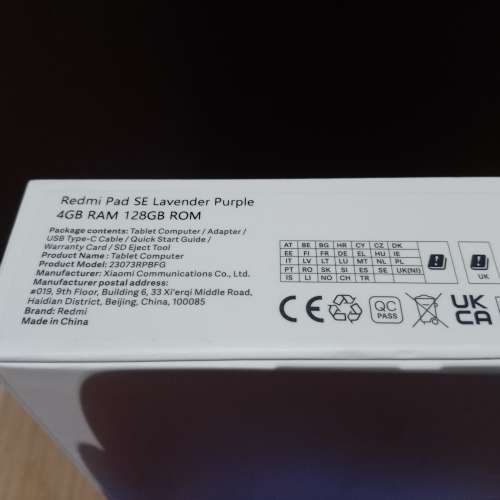 Redmi Pad SE Lavender Purple
4GB RAM 128GB ROM
Package contents: Tablet Computer / Adapter /
USB Type-C Cable / Quick Start Guide /
Warranty Card / SD Eject Tool
Product Name: Tablet Computer
Product Model: 23073RPBFG
Manufacturer: Xiaomi Communications Co., Ltd.
Manufacturer postal address:
#019, 9th Floor, Building 6, 33 Xi'erqi Middle Road,
Haidian District, Beijing, China, 100085
Brand: Redmi
Made in China
AT BE BG HR CY CZ DK
EE FI FR DE EL HU IE
IT LV LT LU MT NL PL
PT RO SK SI ES SE UK(NI)
IS LI NO CH TR
UK
CE
QC
PASS
UK
CA